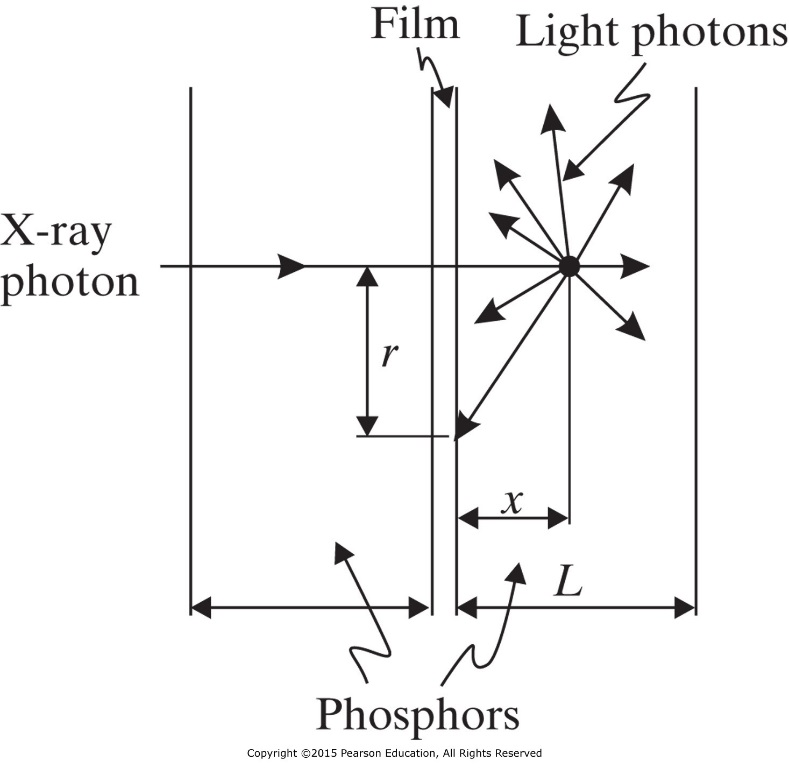 Film
Light photons
X-ray
photon
r
x
L
Phosphors
Copyright ©2015 Pearson Education, All Rights Reserved